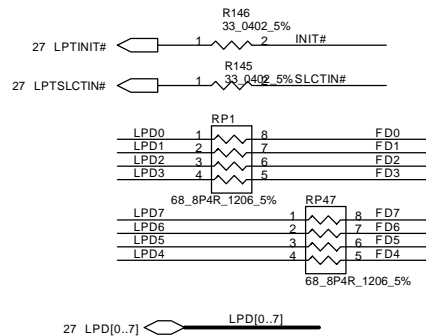 R146
33_0402_5%
27 LPTINIT# 1 2 INIT#
R145
27 LPTSLCTIN# 1 33_0402_5% 2 SLCTIN#
RP1
LPD0 1 8 FD0
LPD1 2 7 FD1
LPD2 3 6 FD2
LPD3 4 5 FD3
68_8P4R_1206_5%
RP47
LPD7 1 8 FD7
LPD6 2 7 FD6
LPD5 3 6 FD5
LPD4 4 5 FD4
68_8P4R_1206_5%
27 LPD[0..7] LPD[0..7]